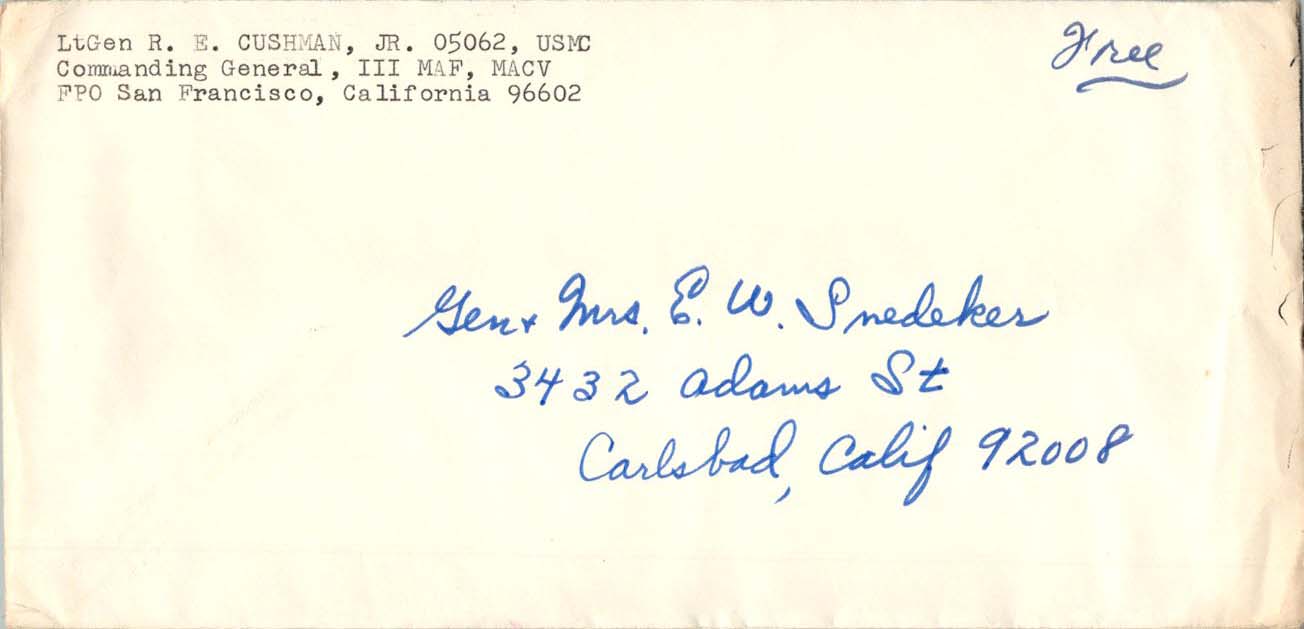 LtGen R. E. CUSHMAN, JR. 05062, USMC
Commanding General, III MAF, MACV
FPO San Francisco, California 96602
Free
Gen + Mrs. E. W. Snedeker
3432 Adams St
Carlsbad, Calif 92008